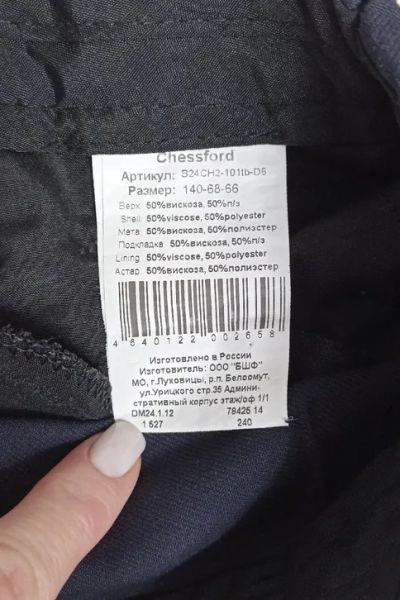 Chessford
Артикул: B24CH2-101tb-D6
Размер: 140-68-66
Верх 50%вискоза, 50%п/э
Shell 50%viscose, 50%polyester
Мата 50%вискоза, 50%полиэстер
Подкладка 50%вискоза, 50%п/э
Lining 50%viscose, 50%polyester
Астар 50%вискоза, 50%полиэстер
4 640122 002658
Изготовлено в России
Изготовитель: ООО "БШФ"
МО, г.Луховицы, р.п. Белоомут,
ул.Урицкого стр.35 Админи-
стративный корпус этаж/оф 1/1
DM24.1.12 78425 14
1 527 240